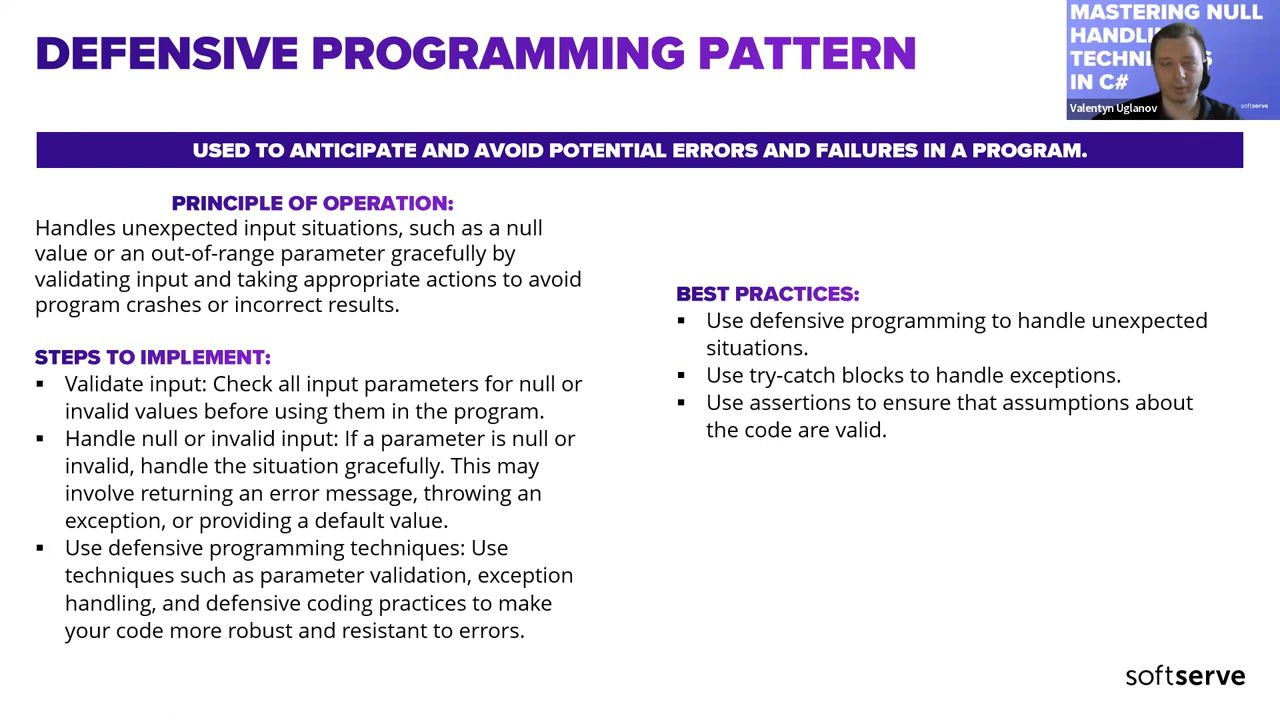 DEFENSIVE PROGRAMMING PATTERN
MASTERING NULL
IN C#
Valentyn Uglanov
softserve
USED TO ANTICIPATE AND AVOID POTENTIAL ERRORS AND FAILURES IN A PROGRAM.
PRINCIPLE OF OPERATION:
Handles unexpected input situations, such as a null
value or an out-of-range parameter gracefully by
validating input and taking appropriate actions to avoid
program crashes or incorrect results.
STEPS TO IMPLEMENT:
▪ Validate input: Check all input parameters for null or
invalid values before using them in the program.
▪ Handle null or invalid input: If a parameter is null or
invalid, handle the situation gracefully. This may
involve returning an error message, throwing an
exception, or providing a default value.
▪ Use defensive programming techniques: Use
techniques such as parameter validation, exception
handling, and defensive coding practices to make
your code more robust and resistant to errors.
BEST PRACTICES:
▪ Use defensive programming to handle unexpected
situations.
▪ Use try-catch blocks to handle exceptions.
▪ Use assertions to ensure that assumptions about
the code are valid.
softserve